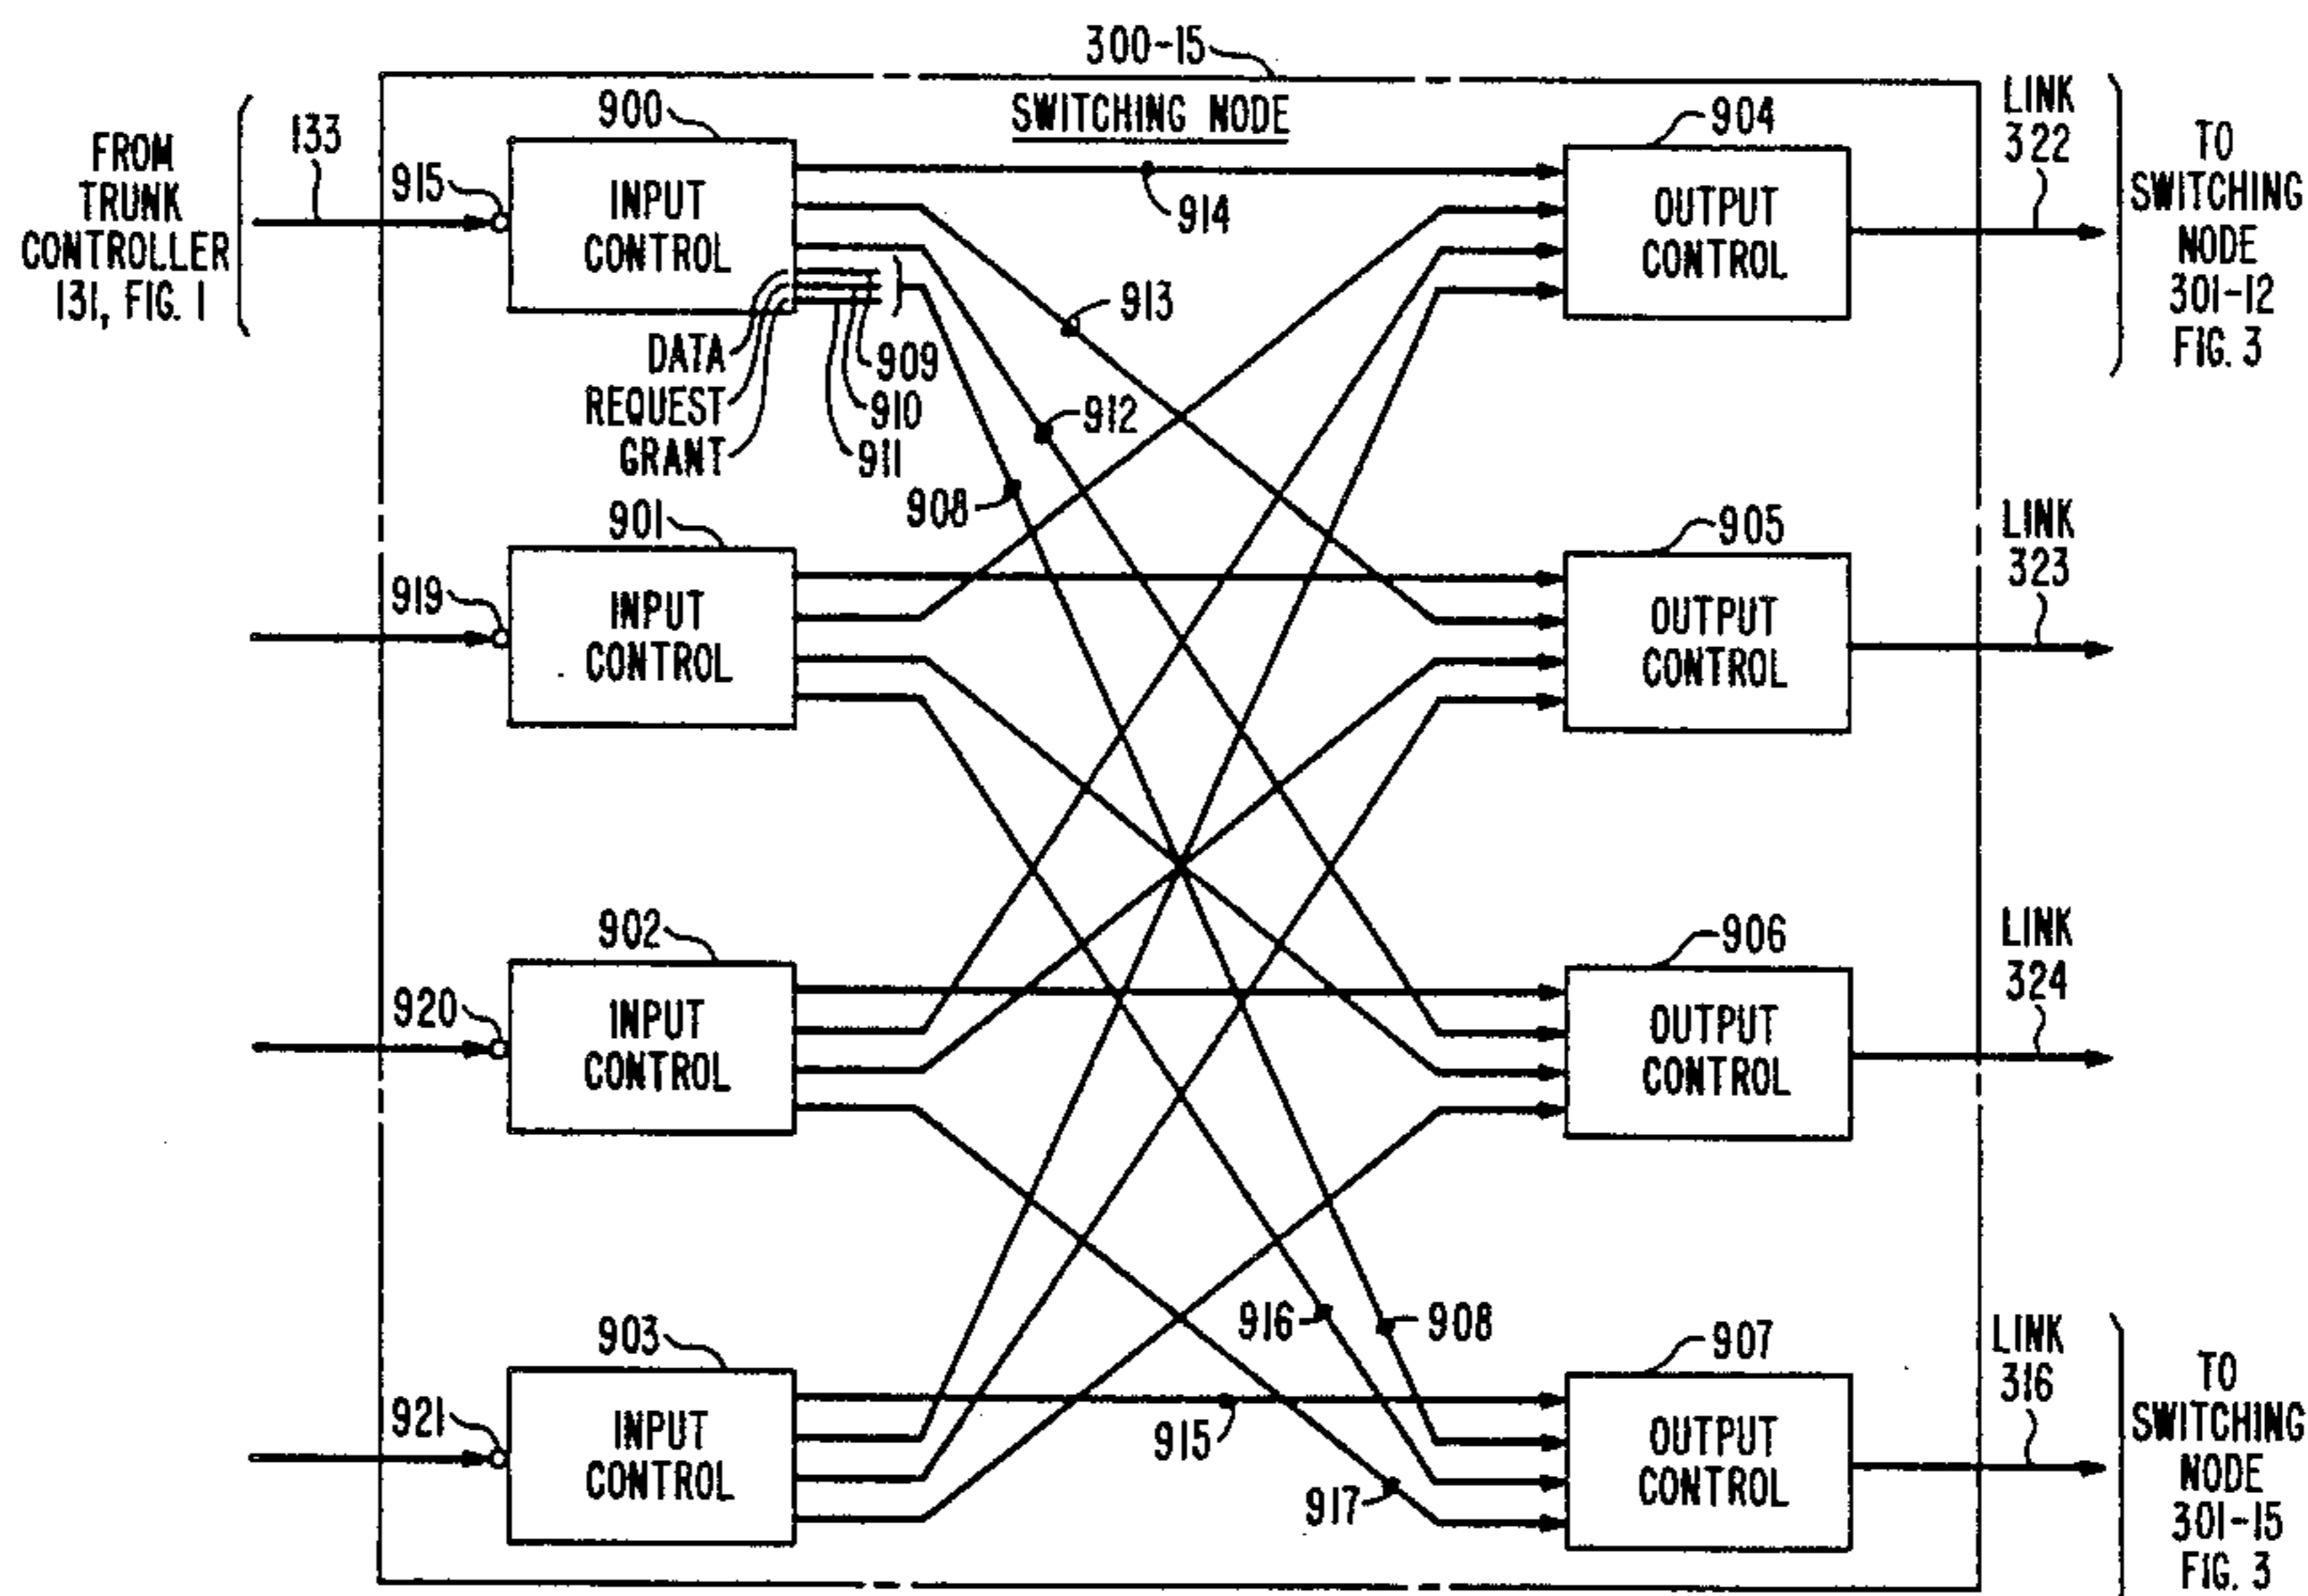 300-15
SWITCHING NODE
FROM
TRUNK
CONTROLLER
131, FIG. 1
133
915
900
INPUT
CONTROL
914
904
OUTPUT
CONTROL
LINK
322
TO
SWITCHING
NODE
301-12
FIG. 3
913
DATA
REQUEST
GRANT
909
910
911
912
908
901
919
INPUT
CONTROL
905
OUTPUT
CONTROL
LINK
323
902
920
INPUT
CONTROL
906
OUTPUT
CONTROL
LINK
324
903
921
INPUT
CONTROL
916
908
915
917
907
OUTPUT
CONTROL
LINK
316
TO
SWITCHING
NODE
301-15
FIG. 3